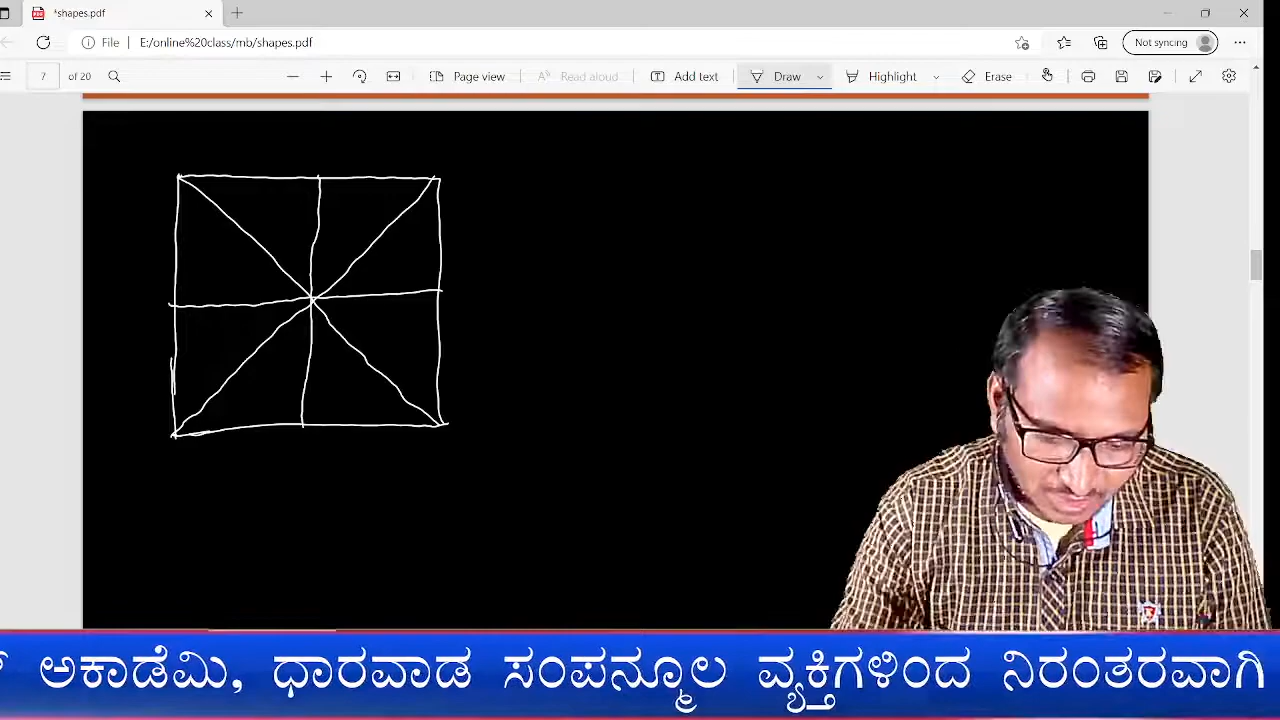 *shapes.pdf
File
E:/online%20class/mb/shapes.pdf
Not syncing
7 of 20
Page view
Read aloud
Add text
Draw
Highlight
Erase
ಅಕಾಡೆಮಿ, ಧಾರವಾಡ ಸಂಪನ್ಮೂಲ ವ್ಯಕ್ತಿಗಳಿಂದ ನಿರಂತರವಾಗಿ